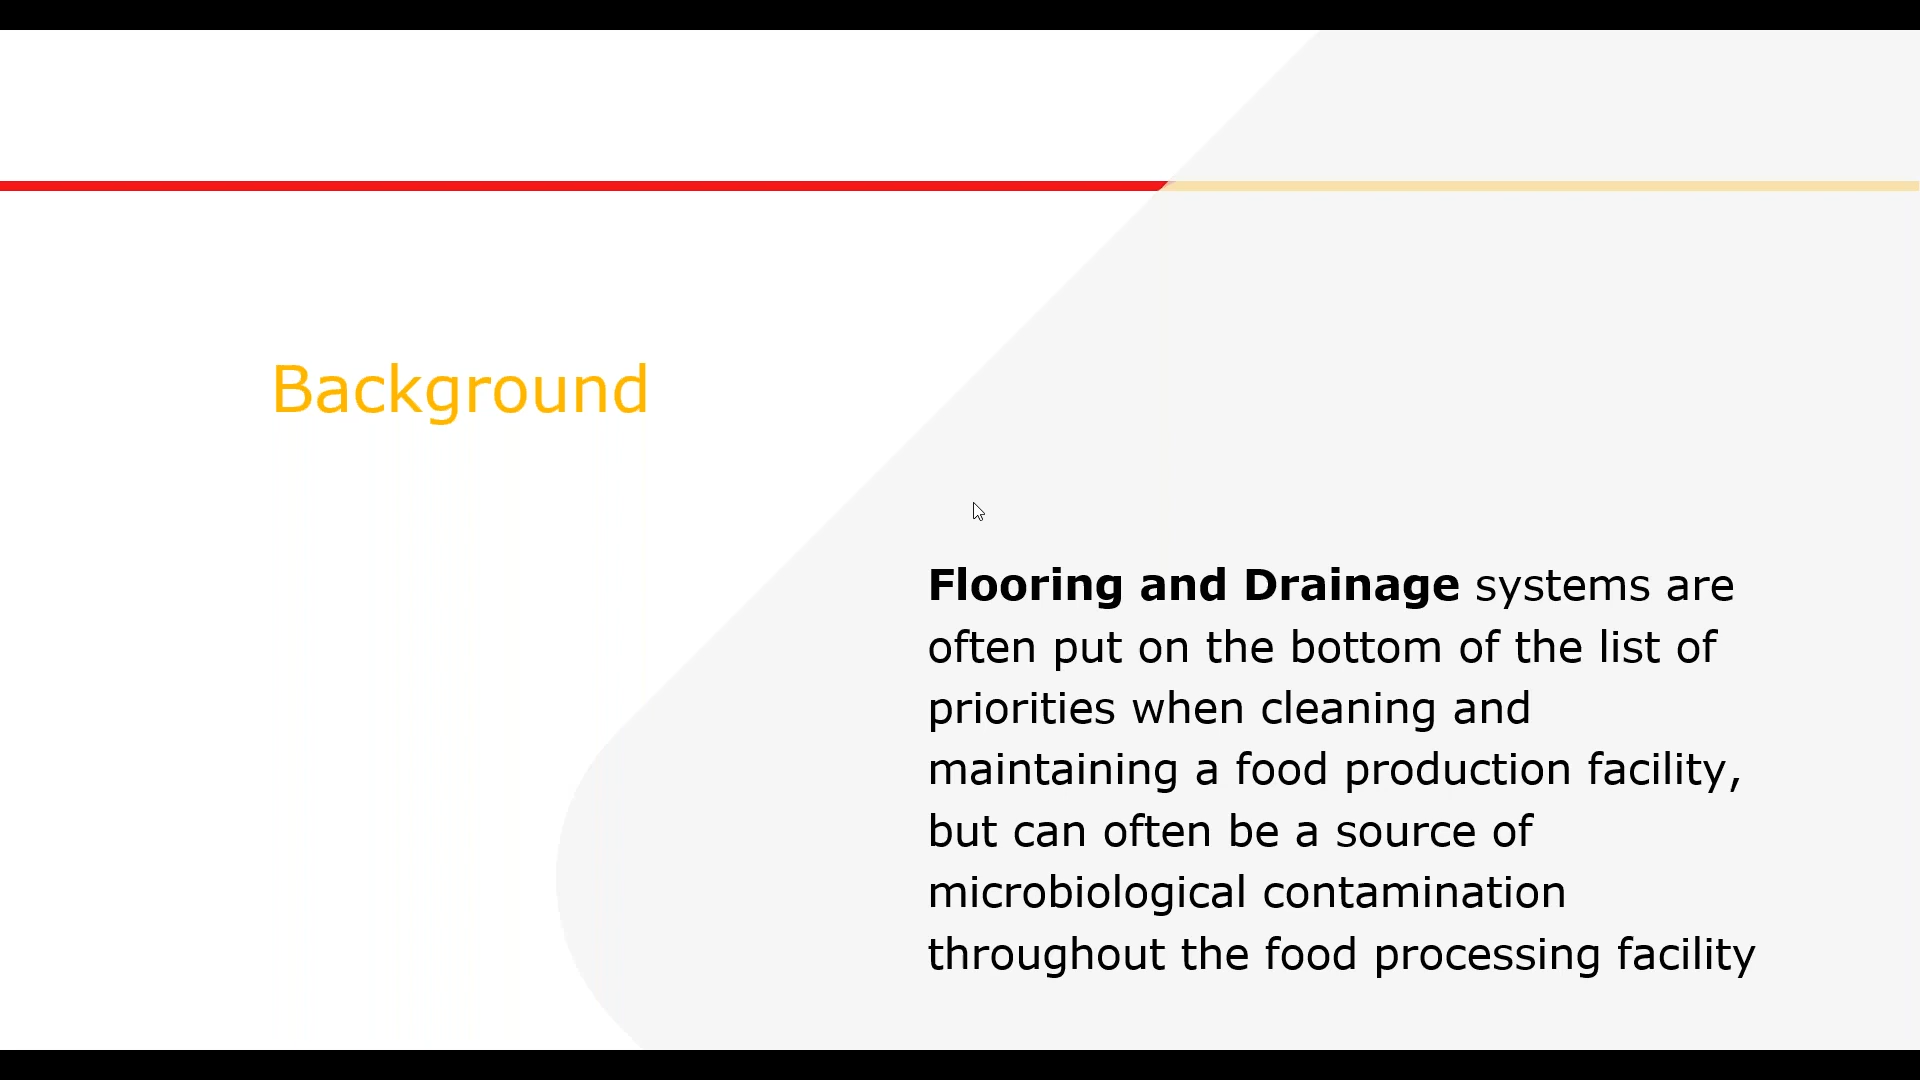 Background
Flooring and Drainage systems are
often put on the bottom of the list of
priorities when cleaning and
maintaining a food production facility,
but can often be a source of
microbiological contamination
throughout the food processing facility